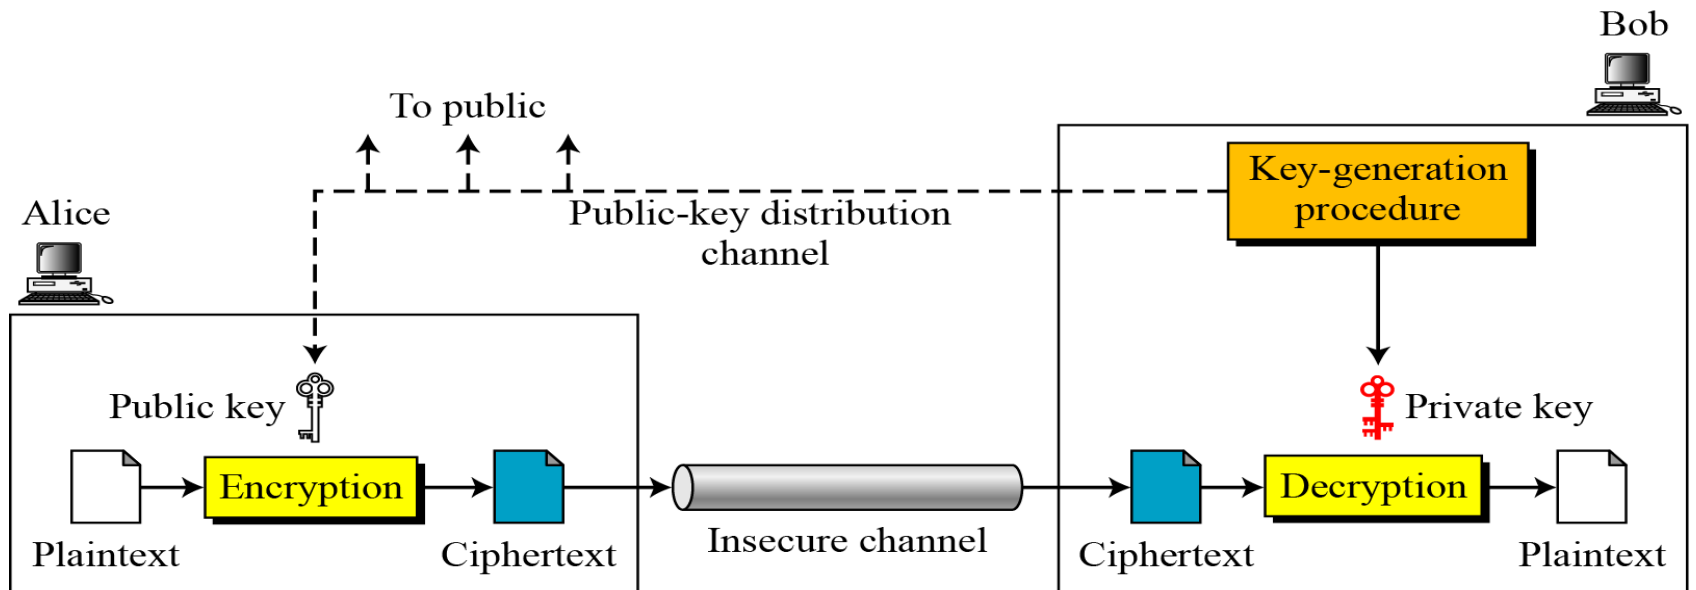 Bob
To public
Key-generation
procedure
Alice
Public-key distribution
channel
Public key
Private key
Encryption
Decryption
Plaintext
Ciphertext
Insecure channel
Ciphertext
Plaintext